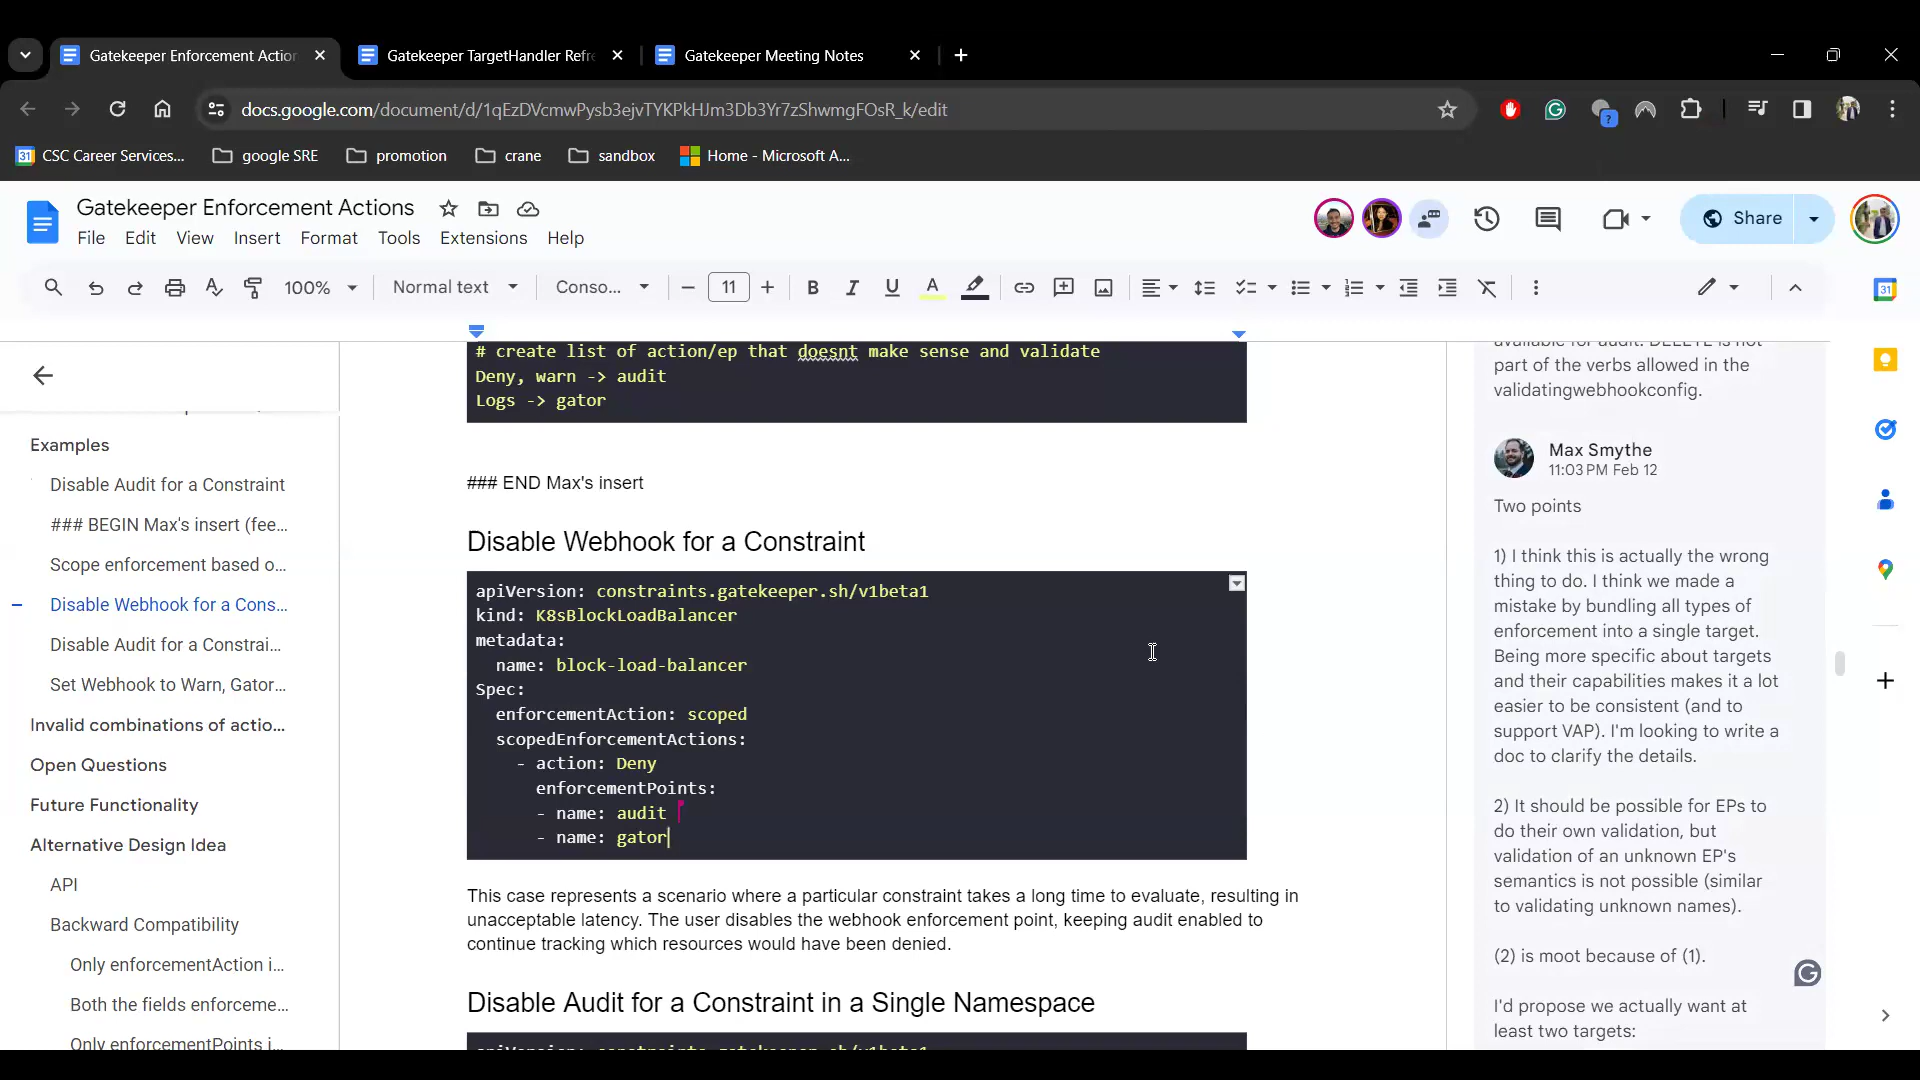 Gatekeeper Enforcement Action
Gatekeeper TargetHandler Refr
Gatekeeper Meeting Notes
docs.google.com/document/d/1qEzDVcmwPysb3ejvTYKPkHJm3Db3Yr7zShwmgFOsR_k/edit
CSC Career Services...
google SRE
promotion
crane
sandbox
Home - Microsoft A...
Gatekeeper Enforcement Actions
Share
File Edit View Insert Format Tools Extensions Help
100%
Normal text
Conso...
11
Examples
Disable Audit for a Constraint
### BEGIN Max's insert (fee...
Scope enforcement based o...
Disable Webhook for a Cons...
Disable Audit for a Constrai...
Set Webhook to Warn, Gator...
Invalid combinations of actio...
Open Questions
Future Functionality
Alternative Design Idea
API
Backward Compatibility
Only enforcementAction i...
Both the fields enforceme...
Only enforcementPoints i...
# create list of action/ep that doesnt make sense and validate
Deny, warn -> audit
Logs -> gator
### END Max's insert
Disable Webhook for a Constraint
apiVersion: constraints.gatekeeper.sh/v1beta1
kind: K8sBlockLoadBalancer
metadata:
name: block-load-balancer
Spec:
enforcementAction: scoped
scopedEnforcementActions:
- action: Deny
enforcementPoints:
- name: audit
- name: gator
This case represents a scenario where a particular constraint takes a long time to evaluate, resulting in
unacceptable latency. The user disables the webhook enforcement point, keeping audit enabled to
continue tracking which resources would have been denied.
Disable Audit for a Constraint in a Single Namespace
apiVersion: constraints.gatekeeper.sh/v1beta1
available for audit. DELETE is not
part of the verbs allowed in the
validatingwebhookconfig.
Max Smythe
11:03 PM Feb 12
Two points
1) I think this is actually the wrong
thing to do. I think we made a
mistake by bundling all types of
enforcement into a single target.
Being more specific about targets
and their capabilities makes it a lot
easier to be consistent (and to
support VAP). I'm looking to write a
doc to clarify the details.
2) It should be possible for EPs to
do their own validation, but
validation of an unknown EP's
semantics is not possible (similar
to validating unknown names).
(2) is moot because of (1).
I'd propose we actually want at
least two targets: